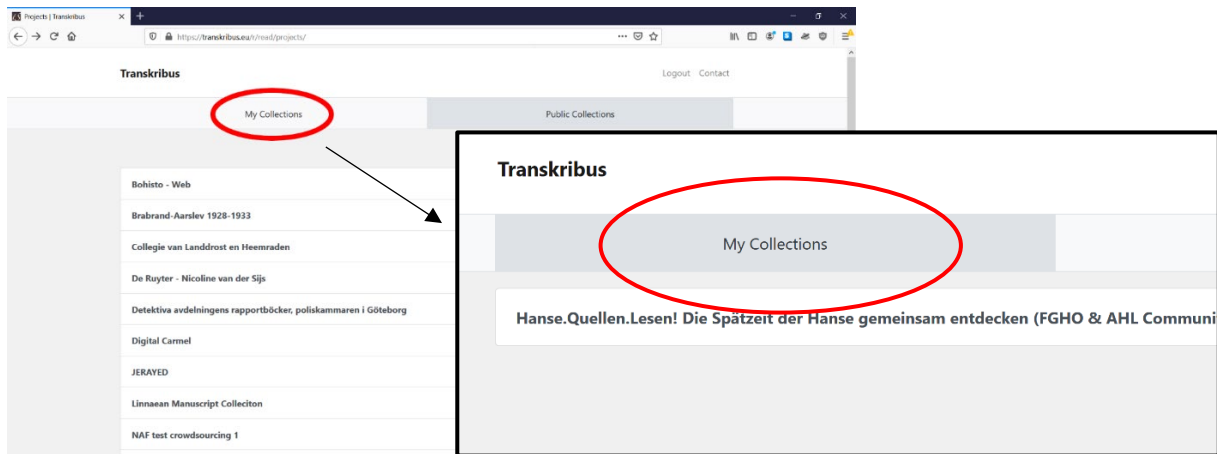 Projects | Transkribus
https://transkribus.eu/r/read/projects/
Transkribus
Logout Contact
My Collections
Public Collections
Bohisto - Web
Brabrand-Aarslev 1928-1933
Collegie van Landdrost en Heemraden
De Ruyter - Nicoline van der Sijs
Detektiva avdelningens rapportböcker, poliskammaren i Göteborg
Digital Carmel
JERAYED
Linnaean Manuscript Colleciton
NAF test crowdsourcing 1
Transkribus
My Collections
Hanse.Quellen.Lesen! Die Spätzeit der Hanse gemeinsam entdecken (FGHO & AHL Communi